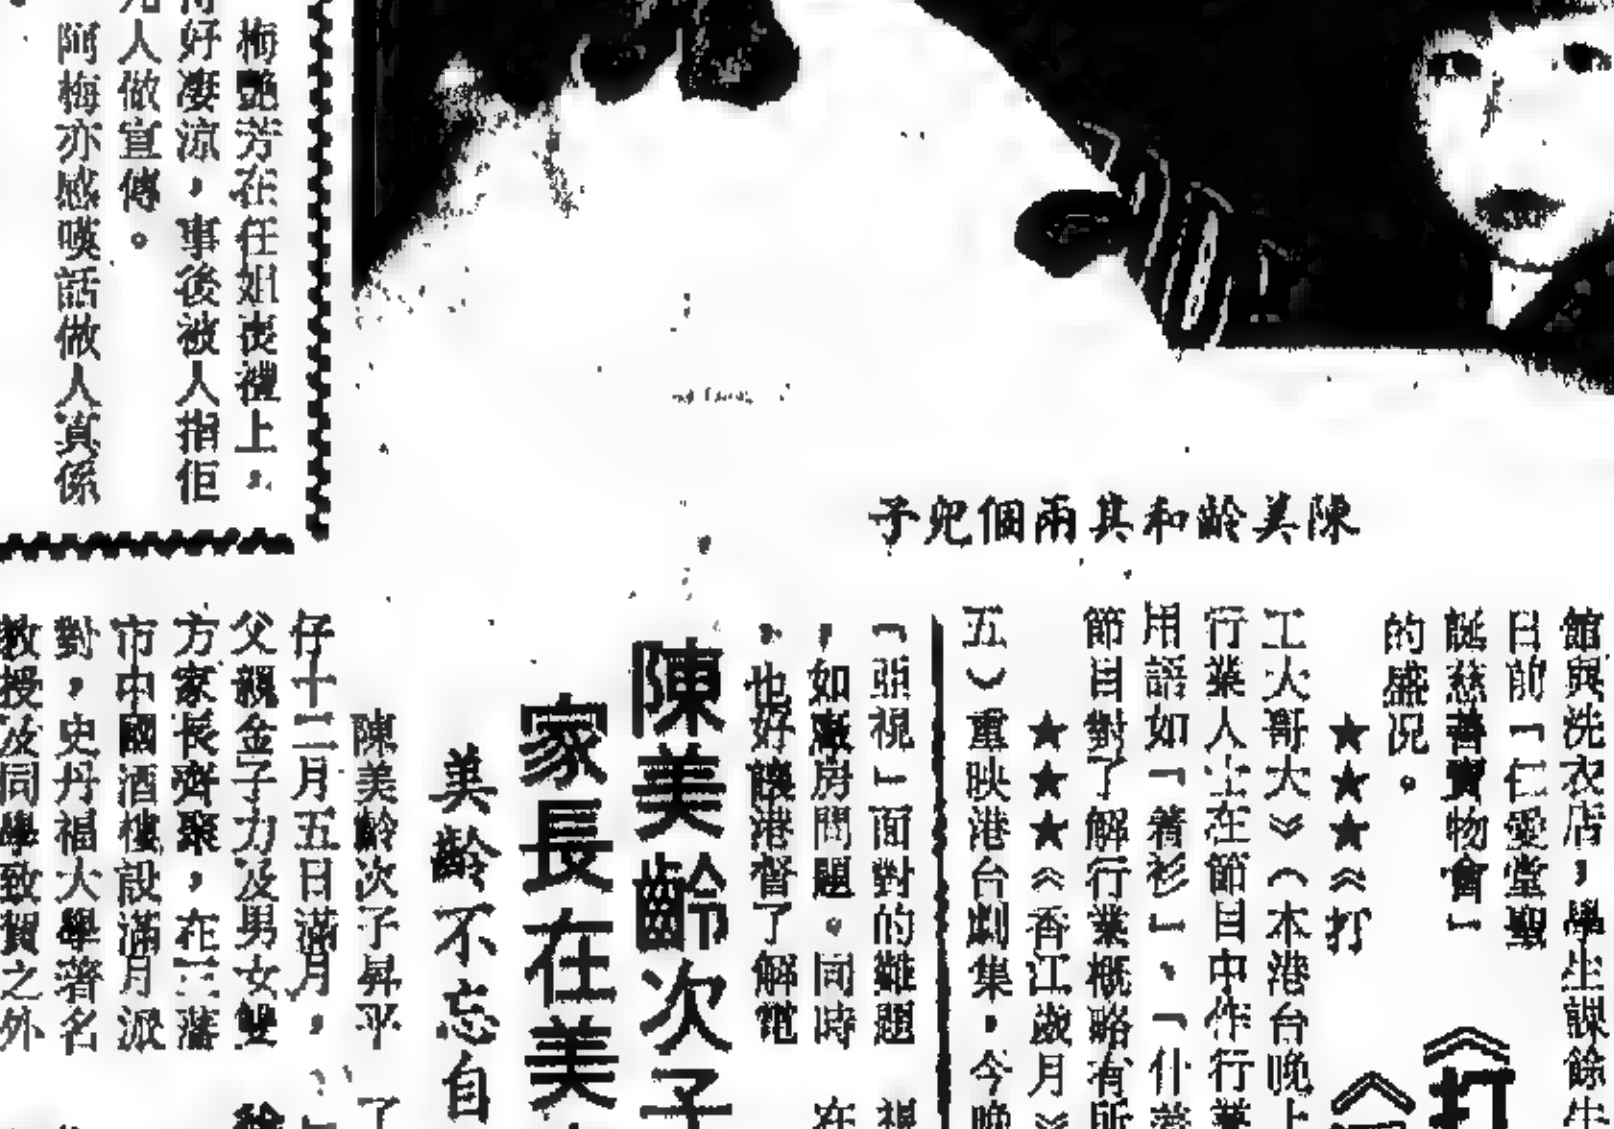 梅艷芳在任姐喪禮上，
好凄涼，事後被人指佢
人做宣傳。
阿梅亦感嘆話做人真係
陳美齡和其兩個兒子
館與洗衣店，學生課餘
日前「仁愛堂聖
誕慈善賣物會」
的盛况。
★★★《打
工大哥大》（本港台晚上
行業人士在節目中作行業
用語如「着衫」、「什
節目對了解行業概略有所
★★★《香江歲月》
五）重映港台劇集，今晚
「亞視」面對的難題
，如廠房問題。同時　在
，也好讓港督了解電
陳美齡次子
家長在美
美齡不忘自
陳美齡次子昇平　了
仔十二月五日滿月，
父親金子力及男女雙
方家長齊聚，在三藩
市中國酒樓設滿月派
對，史丹福大學著名
教授及同學致賀之外
《打